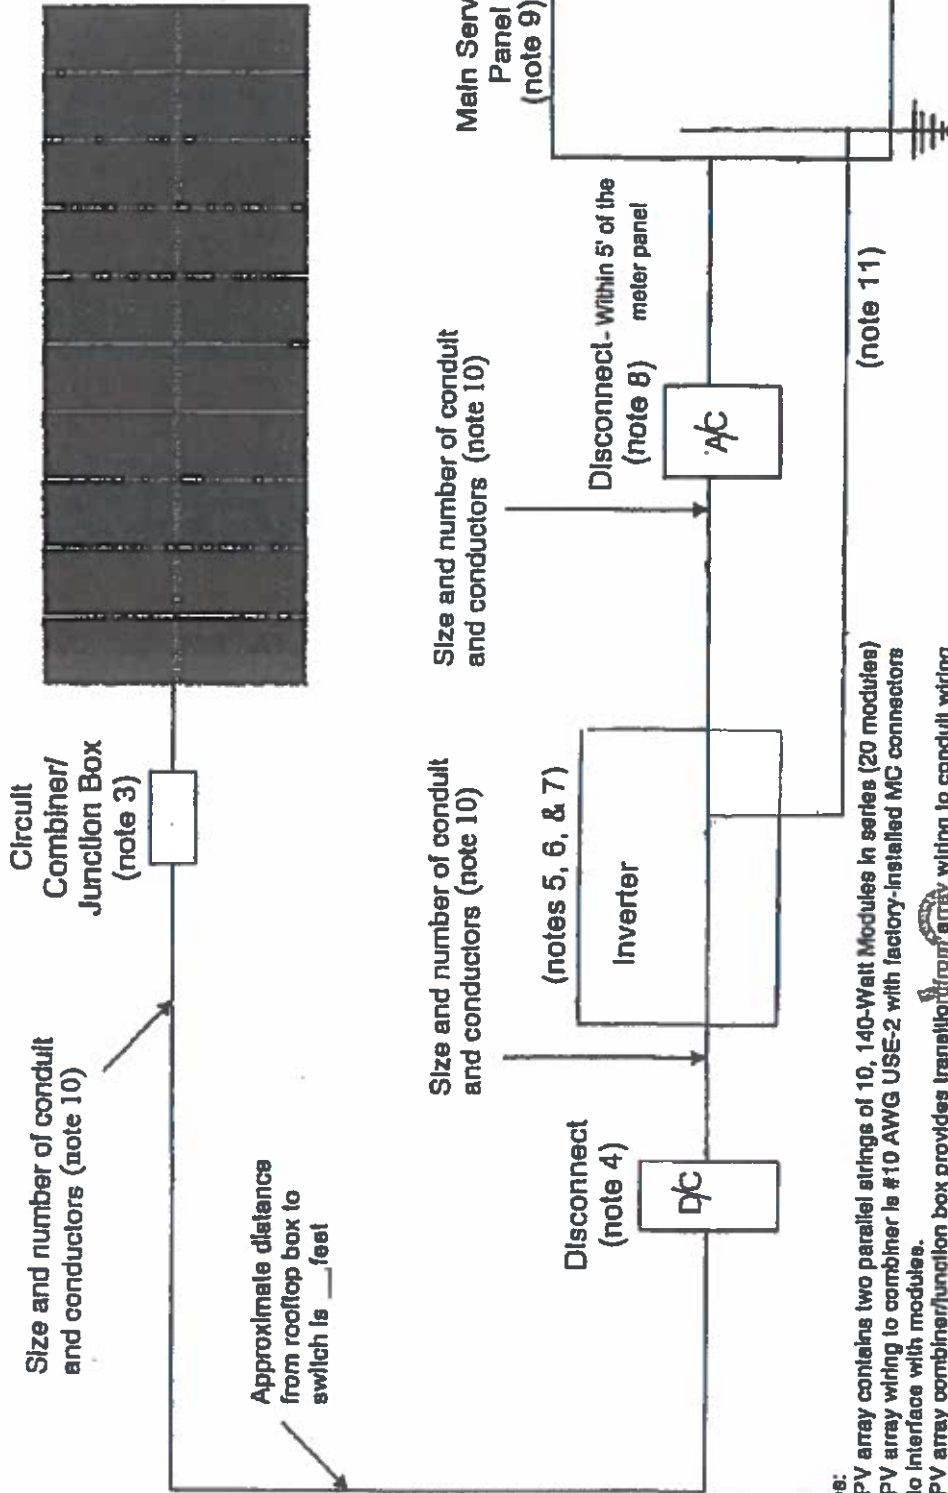 Circuit
Combiner/
Junction Box
(note 3)
Size and number of conduit
and conductors (note 10)
Approximate distance
from rooftop box to
switch is __ feet
Disconnect
(note 4)
D/C
Size and number of conduit
and conductors (note 10)
(notes 5, 6, & 7)
Inverter
Size and number of conduit
and conductors (note 10)
Disconnect - Within 5' of the
meter panel
(note 8)
A/C
Main Serv
Panel
(note 9)
(note 11)
es:
PV array contains two parallel strings of 10, 140-Watt Modules in series (20 modules)
PV array wiring to combiner is #10 AWG USE-2 with factory-installed MC connectors
to interface with modules.
PV array combiner/junction box provides transition from array wiring to conduit wiring